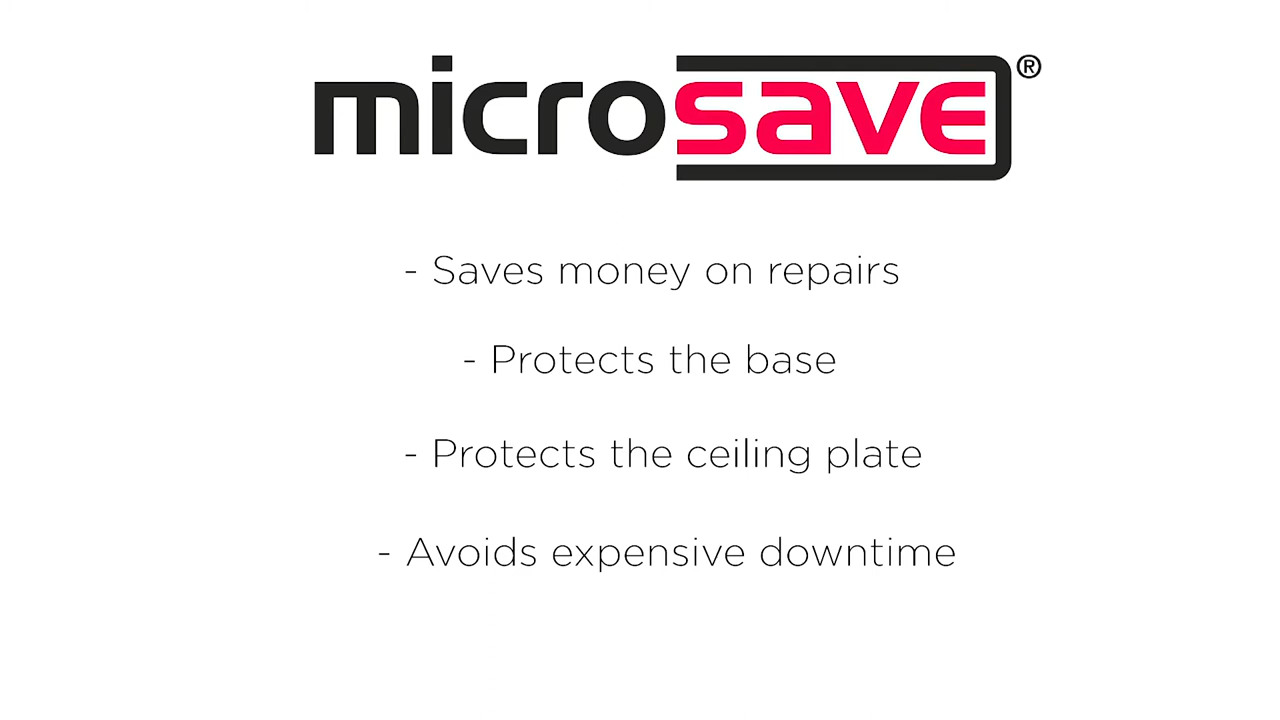 microsave®
- Saves money on repairs
- Protects the base
- Protects the ceiling plate
- Avoids expensive downtime